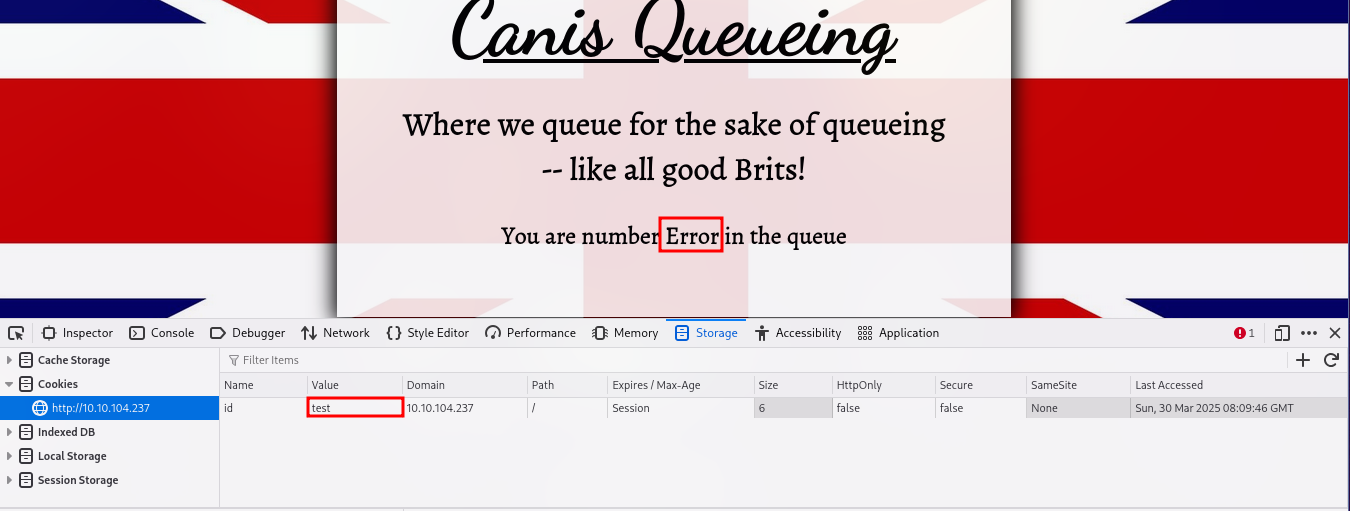 Canis Queueing
Where we queue for the sake of queueing
-- like all good Brits!
You are number Error in the queue
Inspector Console Debugger Network Style Editor Performance Memory Storage Accessibility Application 1
Cache Storage
Cookies
http://10.10.104.237
Indexed DB
Local Storage
Session Storage
Filter Items
Name Value Domain Path Expires / Max-Age Size HttpOnly Secure SameSite Last Accessed
id test 10.10.104.237 / Session 6 false false None Sun, 30 Mar 2025 08:09:46 GMT